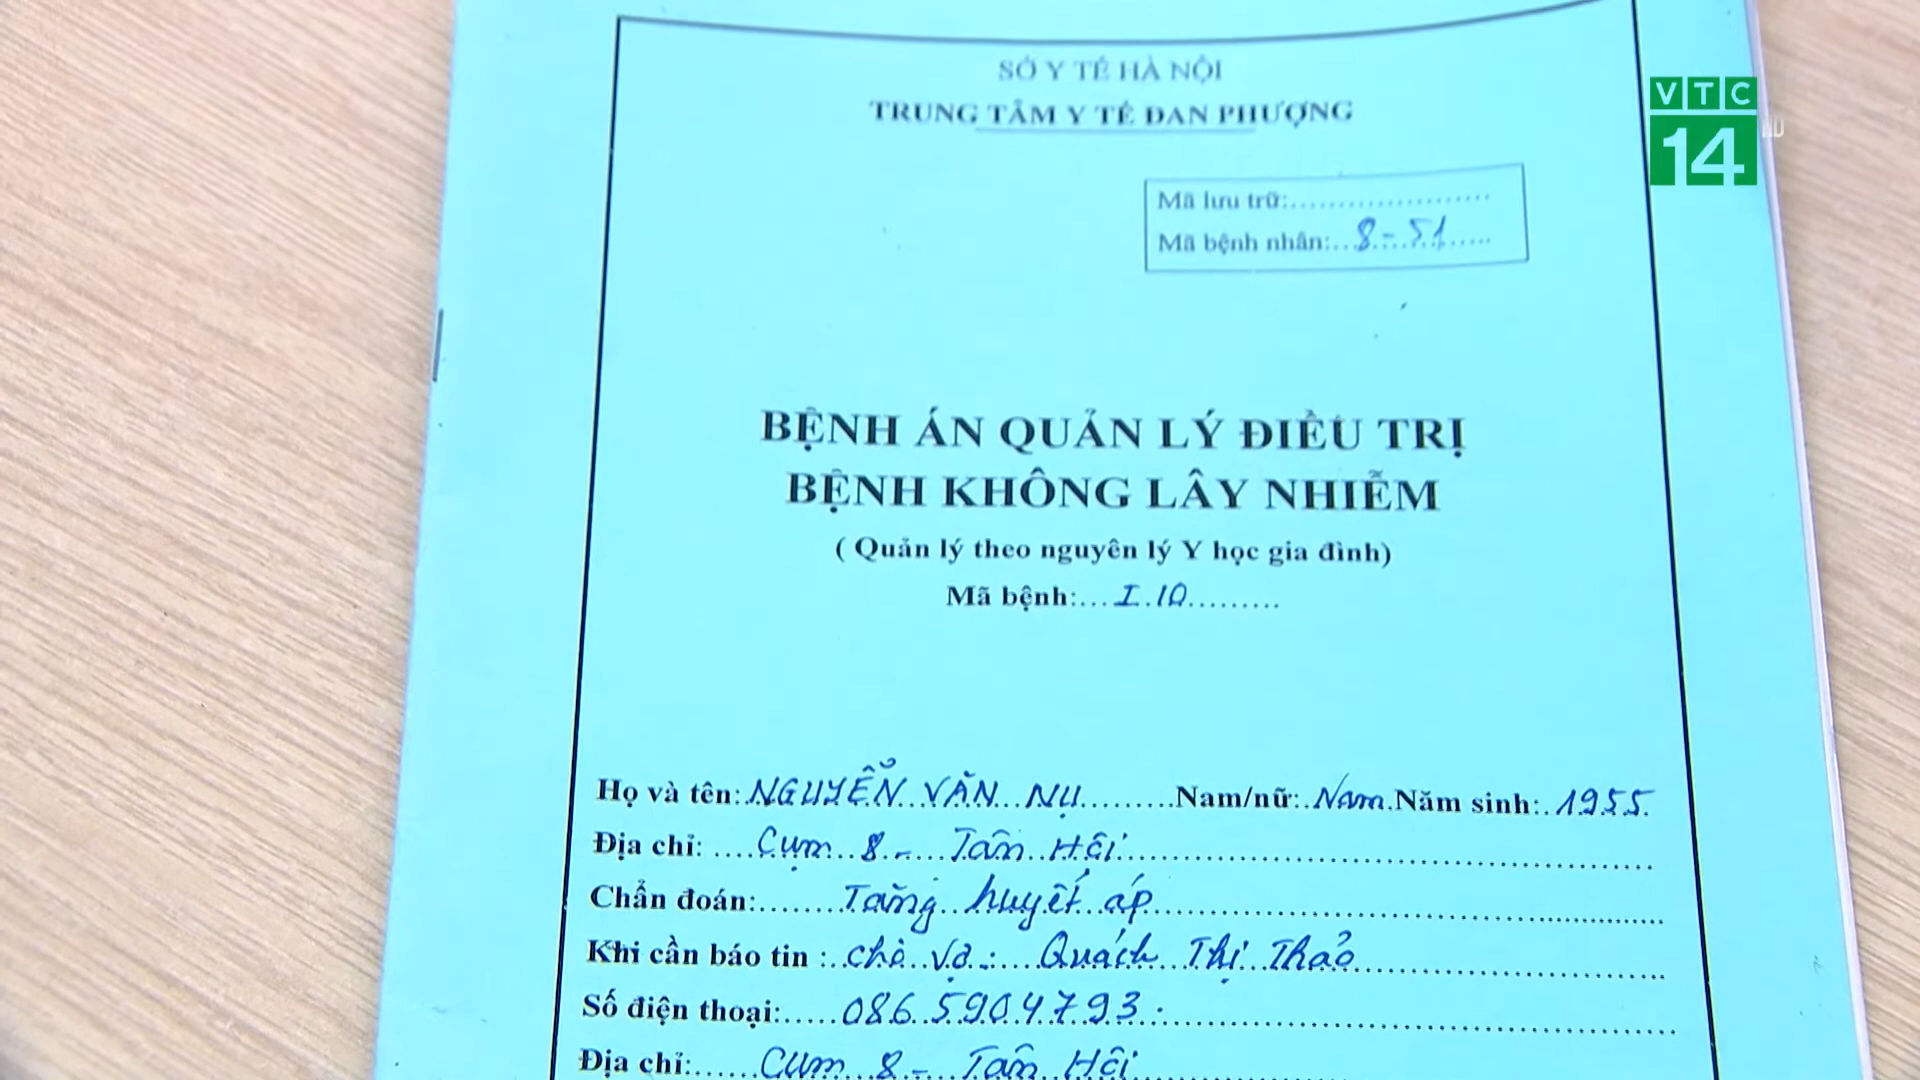 SỞ Y TẾ HÀ NỘI
TRUNG TÂM Y TẾ ĐAN PHƯỢNG
VTC
14
HD
Mã lưu trữ:....................
Mã bệnh nhân:..8-51......
BỆNH ÁN QUẢN LÝ ĐIỀU TRỊ
BỆNH KHÔNG LÂY NHIỄM
( Quản lý theo nguyên lý Y học gia đình)
Mã bệnh:...I.10.........
Họ và tên: NGUYỄN VĂN NỤ.........Nam/nữ: Nam.Năm sinh: 1955.
Địa chỉ: ....Cụm 8 - Tân Hội.............................
Chẩn đoán:.......Tăng huyết áp.............................
Khi cần báo tin :..cho vợ: Quách Thị Thảo.............................
Số điện thoại:.....0865904793.............................
Địa chỉ:.......Cụm 8 - Tân Hội